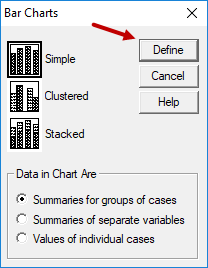 Bar Charts
Simple
Clustered
Stacked
Define
Cancel
Help
Data in Chart Are
Summaries for groups of cases
Summaries of separate variables
Values of individual cases